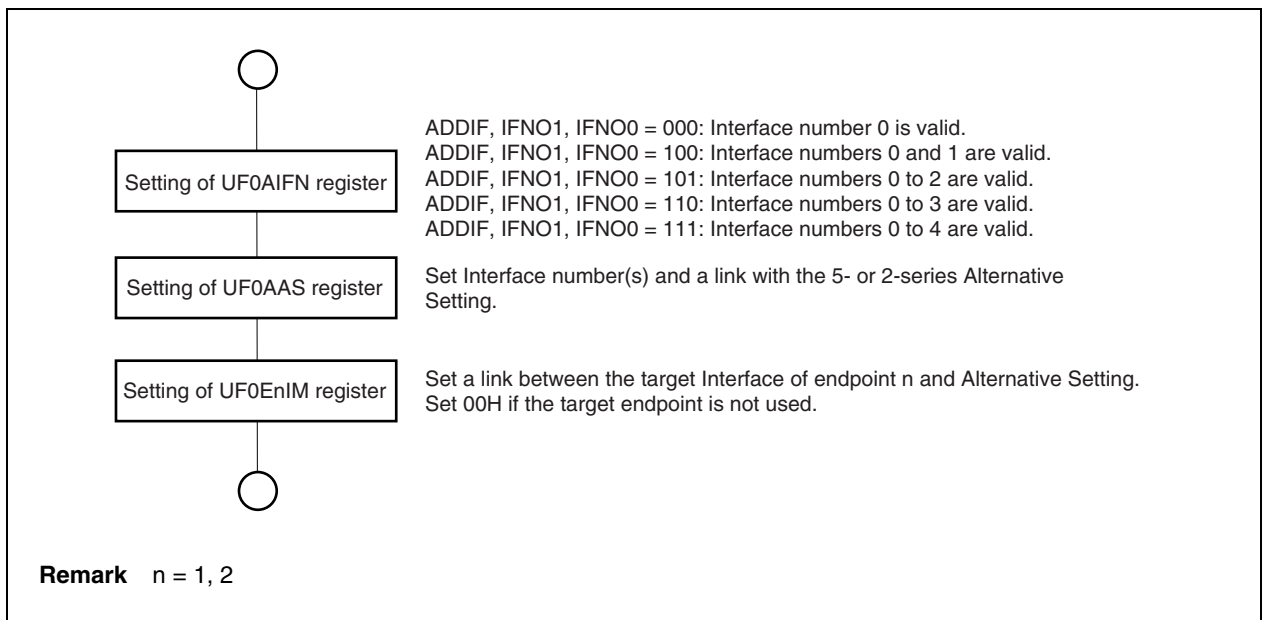 ADDIF, IFNO1, IFNO0 = 000: Interface number 0 is valid.
ADDIF, IFNO1, IFNO0 = 100: Interface numbers 0 and 1 are valid.
Setting of UF0AIFN register
ADDIF, IFNO1, IFNO0 = 101: Interface numbers 0 to 2 are valid.
ADDIF, IFNO1, IFNO0 = 110: Interface numbers 0 to 3 are valid.
ADDIF, IFNO1, IFNO0 = 111: Interface numbers 0 to 4 are valid.
Setting of UF0AAS register
Set Interface number(s) and a link with the 5- or 2-series Alternative
Setting.
Setting of UF0EnIM register
Set a link between the target Interface of endpoint n and Alternative Setting.
Set 00H if the target endpoint is not used.
Remark n = 1, 2